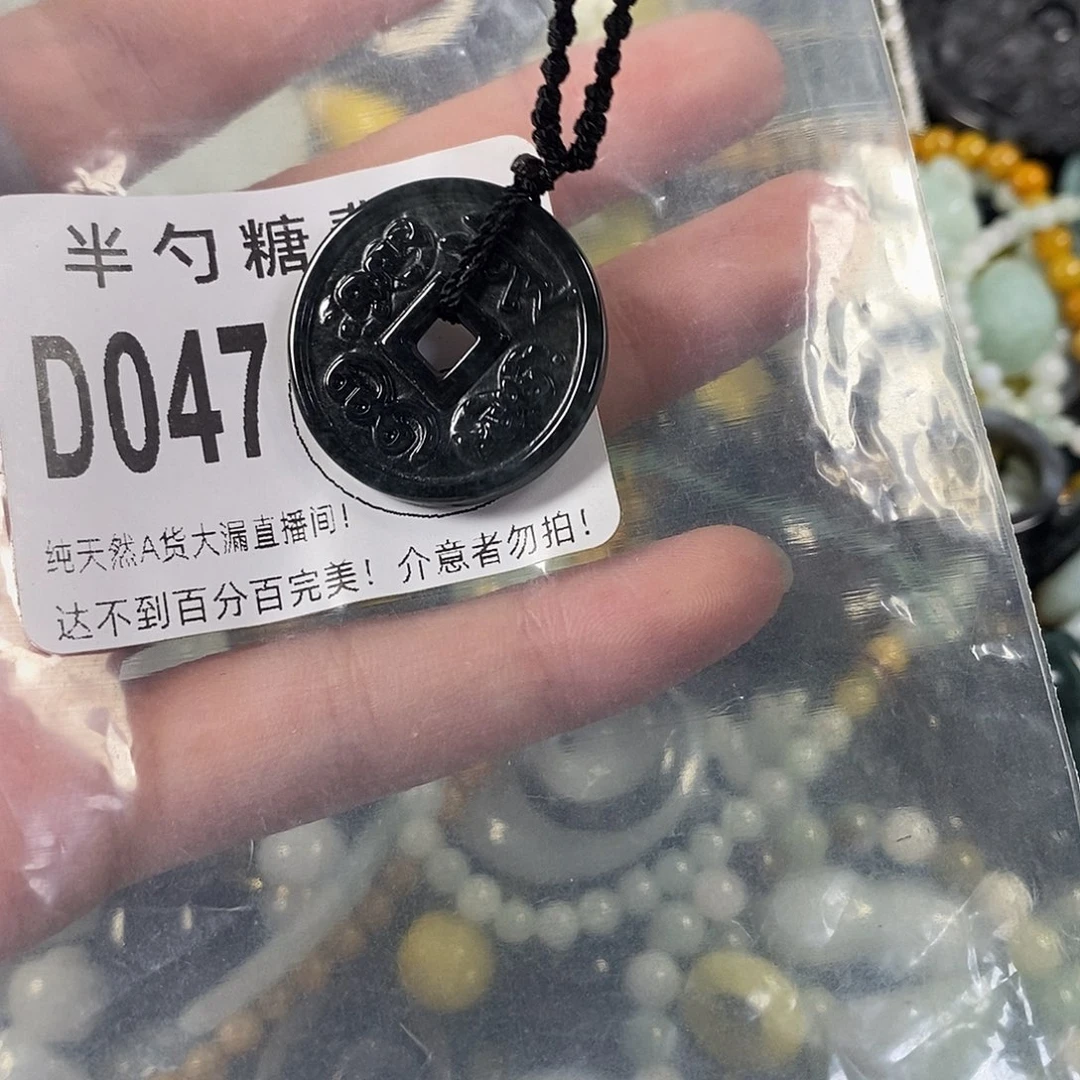 半勺糖
D047
纯天然A货大漏直播间！
达不到百分百完美！介意者勿拍！